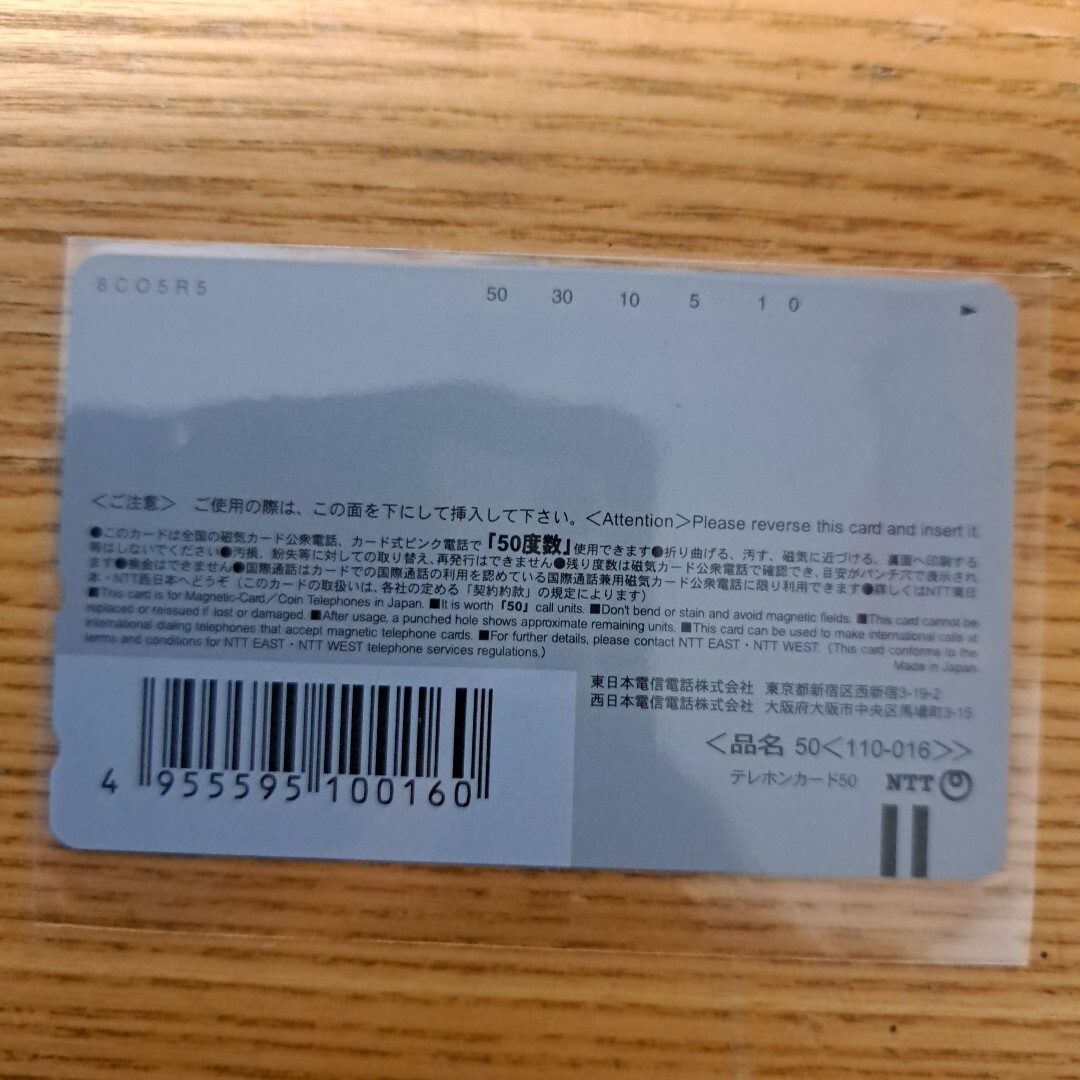 8CO5R5
50 30 10 5 1 0
＜ご注意＞ ご使用の際は、この面を下にして挿入して下さい。＜Attention＞Please reverse this card and insert it.
●このカードは全国の磁気カード公衆電話、カード式ピンク電話で「50度数」使用できます●折り曲げる、汚す、磁気に近づける、裏面へ印刷する
等はしないでください●汚損、紛失等に対しての取り替え、再発行はできません●残り度数は磁気カード公衆電話で確認でき、目安がパンチ穴で表示され
ます●換金はできません●国際通話はカードでの国際通話の利用を認めている国際通話兼用磁気カード公衆電話に限り利用できます●詳しくはNTT東日
本・NTT西日本へどうぞ（このカードの取扱いは、各社の定める「契約約款」の規定によります）
■This card is for Magnetic-Card／Coin Telephones in Japan. ■It is worth「50」call units. ■Don't bend or stain and avoid magnetic fields. ■This card cannot be
replaced or reissued if lost or damaged. ■After usage, a punched hole shows approximate remaining units. ■This card can be used to make international calls at
international dialing telephones that accept magnetic telephone cards. ■For further details, please contact NTT EAST・NTT WEST. (This card conforms to the
terms and conditions for NTT EAST・NTT WEST telephone services regulations.)
Made in Japan
東日本電信電話株式会社 東京都新宿区西新宿3-19-2
西日本電信電話株式会社 大阪府大阪市中央区馬場町3-15
＜品名 50＜110-016＞＞
テレホンカード50 NTT
4 955595 100160